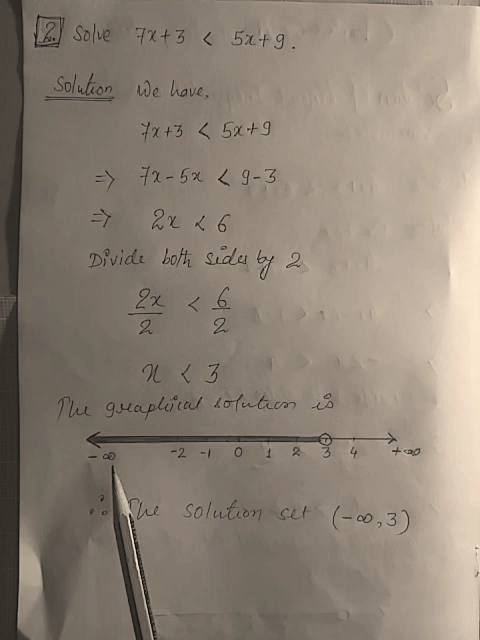 2. Solve 7x+3 < 5x+9.
Solution We have,
7x+3 < 5x+9
⇒ 7x-5x < 9-3
⇒ 2x < 6
Divide both sides by 2
2x/2 < 6/2
x < 3
The graphical solution is
-∞ -2 -1 0 1 2 3 4 +∞
∴ The solution set (-∞,3)